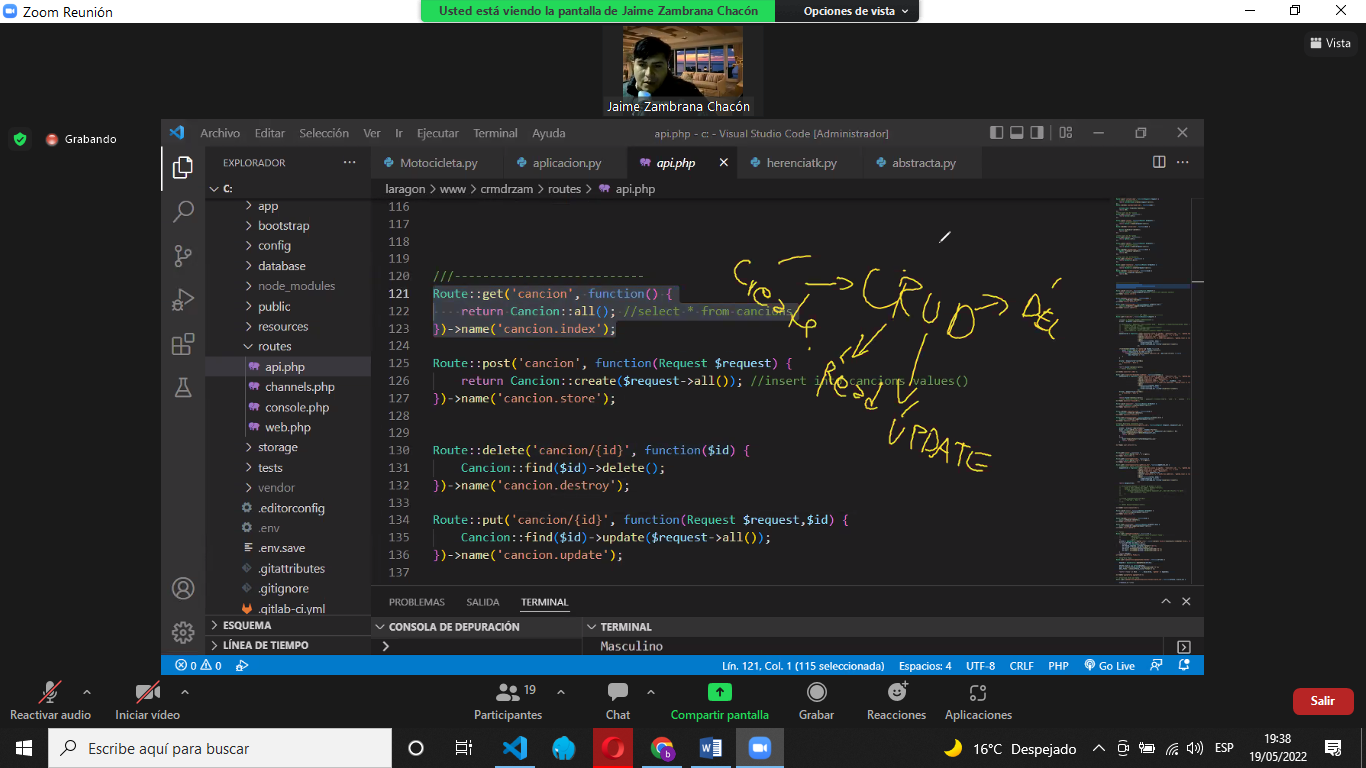 Zoom Reunión
Usted está viendo la pantalla de Jaime Zambrana Chacón
Opciones de vista
Vista
Jaime Zambrana Chacón
Grabando
Archivo Editar Selección Ver Ir Ejecutar Terminal Ayuda
api.php - c: - Visual Studio Code [Administrador]
EXPLORADOR
Motocicleta.py
aplicacion.py
api.php
herenciatk.py
abstracta.py
C:
laragon > www > crmdrzam > routes > api.php
app
bootstrap
config
database
node_modules
public
resources
routes
api.php
channels.php
console.php
web.php
storage
tests
vendor
.editorconfig
.env
.env.save
.gitattributes
.gitignore
.gitlab-ci.yml
ESQUEMA
LÍNEA DE TIEMPO
116
117
118
119
120 ///---------------------------
121 Route::get('cancion', function() {
122 return Cancion::all(); //select * from cancions
123 })->name('cancion.index');
124
125 Route::post('cancion', function(Request $request) {
126 return Cancion::create($request->all()); //insert into cancions values()
127 })->name('cancion.store');
128
129
130 Route::delete('cancion/{id}', function($id) {
131 Cancion::find($id)->delete();
132 })->name('cancion.destroy');
133
134 Route::put('cancion/{id}', function(Request $request,$id) {
135 Cancion::find($id)->update($request->all());
136 })->name('cancion.update');
137
Create
CRUD
Del
Read
UPDATE
PROBLEMAS SALIDA TERMINAL
CONSOLA DE DEPURACIÓN
TERMINAL
Masculino
0 0
Lín. 121, Col. 1 (115 seleccionada) Espacios: 4 UTF-8 CRLF PHP Go Live
Reactivar audio
Iniciar vídeo
19
Participantes
Chat
Compartir pantalla
Grabar
Reacciones
Aplicaciones
Salir
Escribe aquí para buscar
16°C Despejado
ESP
19:38
19/05/2022